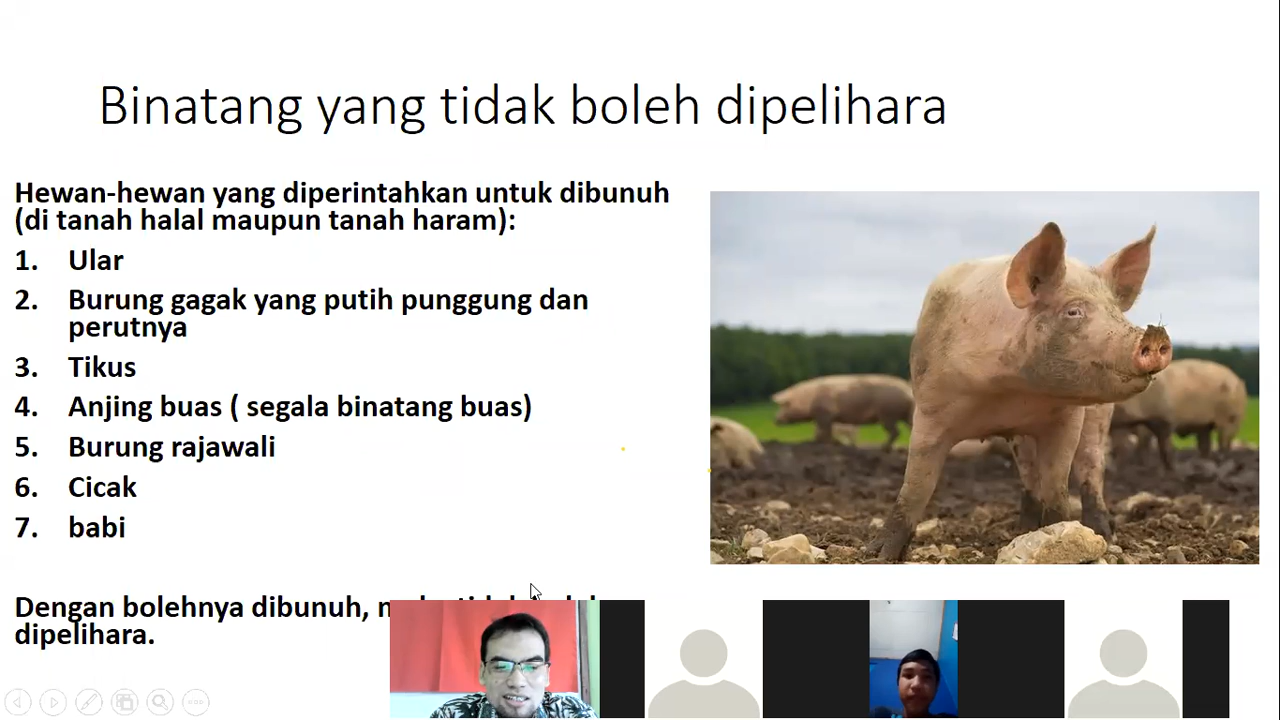 Binatang yang tidak boleh dipelihara
Hewan-hewan yang diperintahkan untuk dibunuh
(di tanah halal maupun tanah haram):
1. Ular
2. Burung gagak yang putih punggung dan
perutnya
3. Tikus
4. Anjing buas ( segala binatang buas)
5. Burung rajawali
6. Cicak
7. babi
Dengan bolehnya dibunuh,
dipelihara.